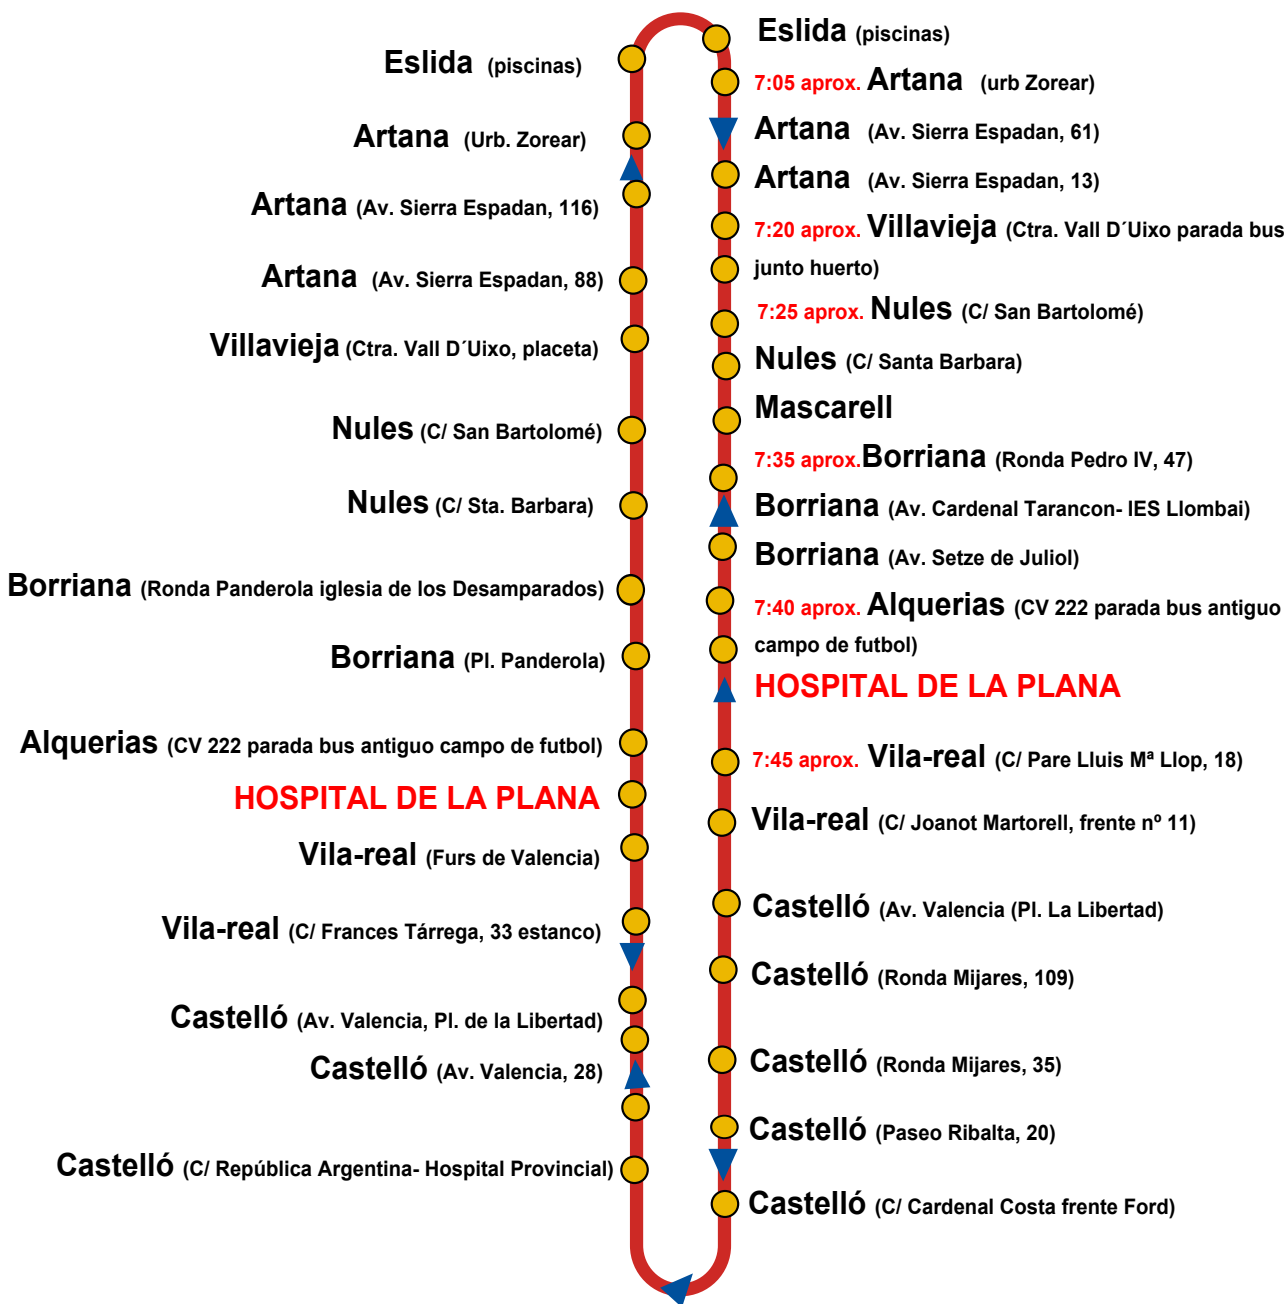 Eslida (piscinas)
Artana (Urb. Zorear)
Artana (Av. Sierra Espadan, 116)
Artana (Av. Sierra Espadan, 88)
Villavieja (Ctra. Vall D´Uixo, placeta)
Nules (C/ San Bartolomé)
Nules (C/ Sta. Barbara)
Borriana (Ronda Panderola iglesia de los Desamparados)
Borriana (Pl. Panderola)
Alquerias (CV 222 parada bus antiguo campo de futbol)
HOSPITAL DE LA PLANA
Vila-real (Furs de Valencia)
Vila-real (C/ Frances Tárrega, 33 estanco)
Castelló (Av. Valencia, Pl. de la Libertad)
Castelló (Av. Valencia, 28)
Castelló (C/ República Argentina- Hospital Provincial)
Eslida (piscinas)
7:05 aprox. Artana (urb Zorear)
Artana (Av. Sierra Espadan, 61)
Artana (Av. Sierra Espadan, 13)
7:20 aprox. Villavieja (Ctra. Vall D´Uixo parada bus
junto huerto)
7:25 aprox. Nules (C/ San Bartolomé)
Nules (C/ Santa Barbara)
Mascarell
7:35 aprox.Borriana (Ronda Pedro IV, 47)
Borriana (Av. Cardenal Tarancon- IES Llombai)
Borriana (Av. Setze de Juliol)
7:40 aprox. Alquerias (CV 222 parada bus antiguo
campo de futbol)
HOSPITAL DE LA PLANA
7:45 aprox. Vila-real (C/ Pare Lluis Mª Llop, 18)
Vila-real (C/ Joanot Martorell, frente nº 11)
Castelló (Av. Valencia (Pl. La Libertad)
Castelló (Ronda Mijares, 109)
Castelló (Ronda Mijares, 35)
Castelló (Paseo Ribalta, 20)
Castelló (C/ Cardenal Costa frente Ford)